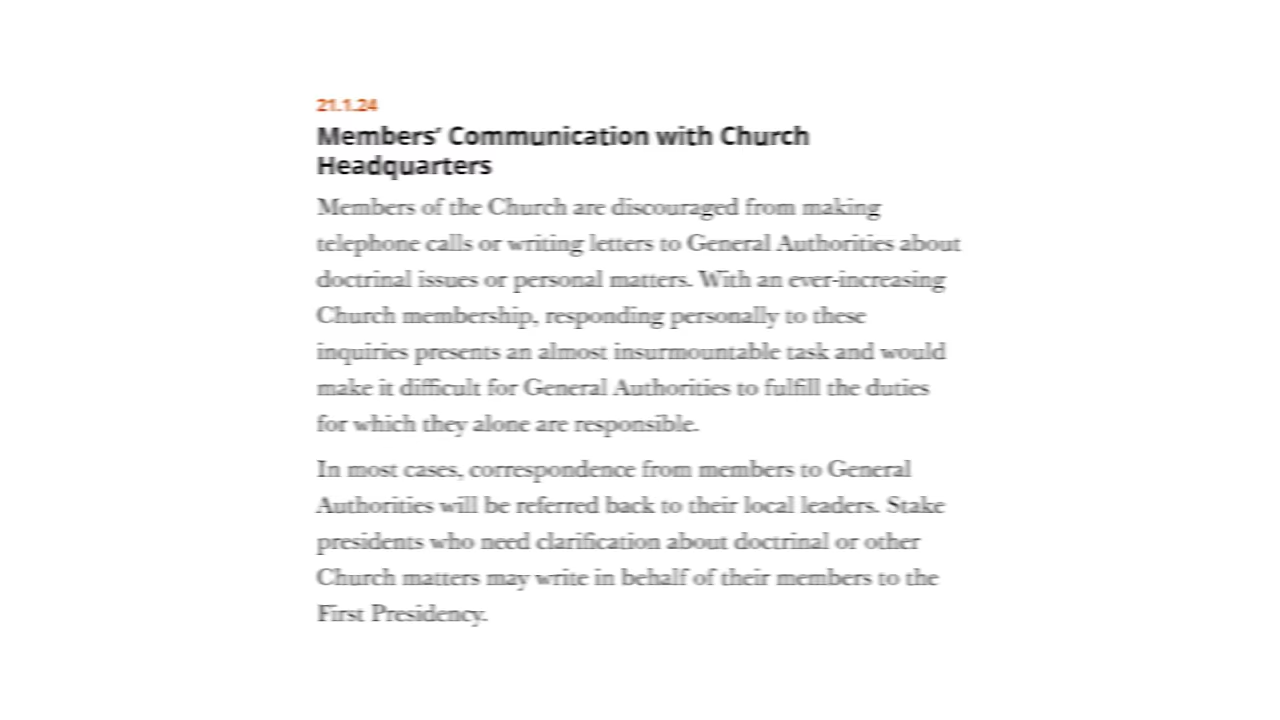 21.1.24
Members’ Communication with Church
Headquarters
Members of the Church are discouraged from making
telephone calls or writing letters to General Authorities about
doctrinal issues or personal matters. With an ever-increasing
Church membership, responding personally to these
inquiries presents an almost insurmountable task and would
make it difficult for General Authorities to fulfill the duties
for which they alone are responsible.
In most cases, correspondence from members to General
Authorities will be referred back to their local leaders. Stake
presidents who need clarification about doctrinal or other
Church matters may write in behalf of their members to the
First Presidency.